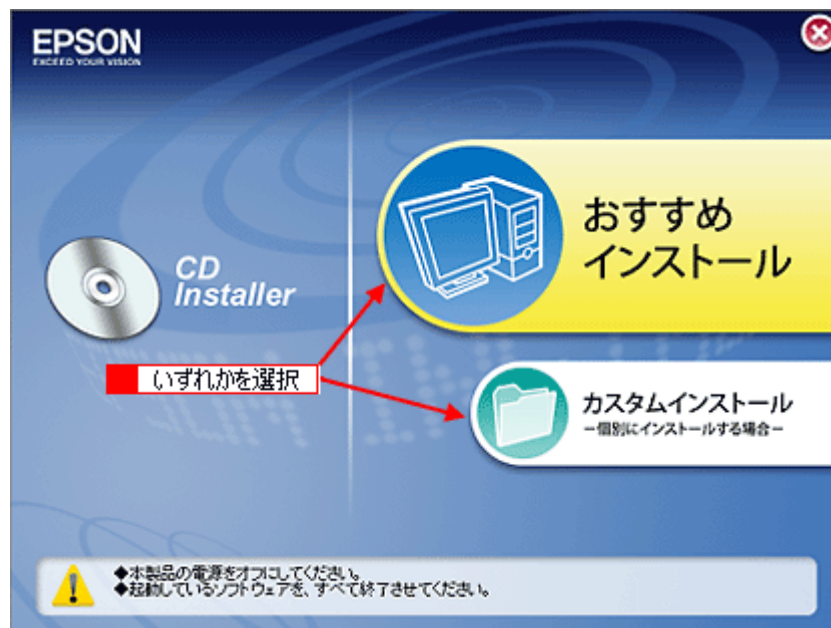 EPSON
EXCEED YOUR VISION
おすすめ
インストール
CD
Installer
いずれかを選択
カスタムインストール
－個別にインストールする場合－
◆本製品の電源をオフにしてください。
◆起動しているソフトウェアを、すべて終了させてください。